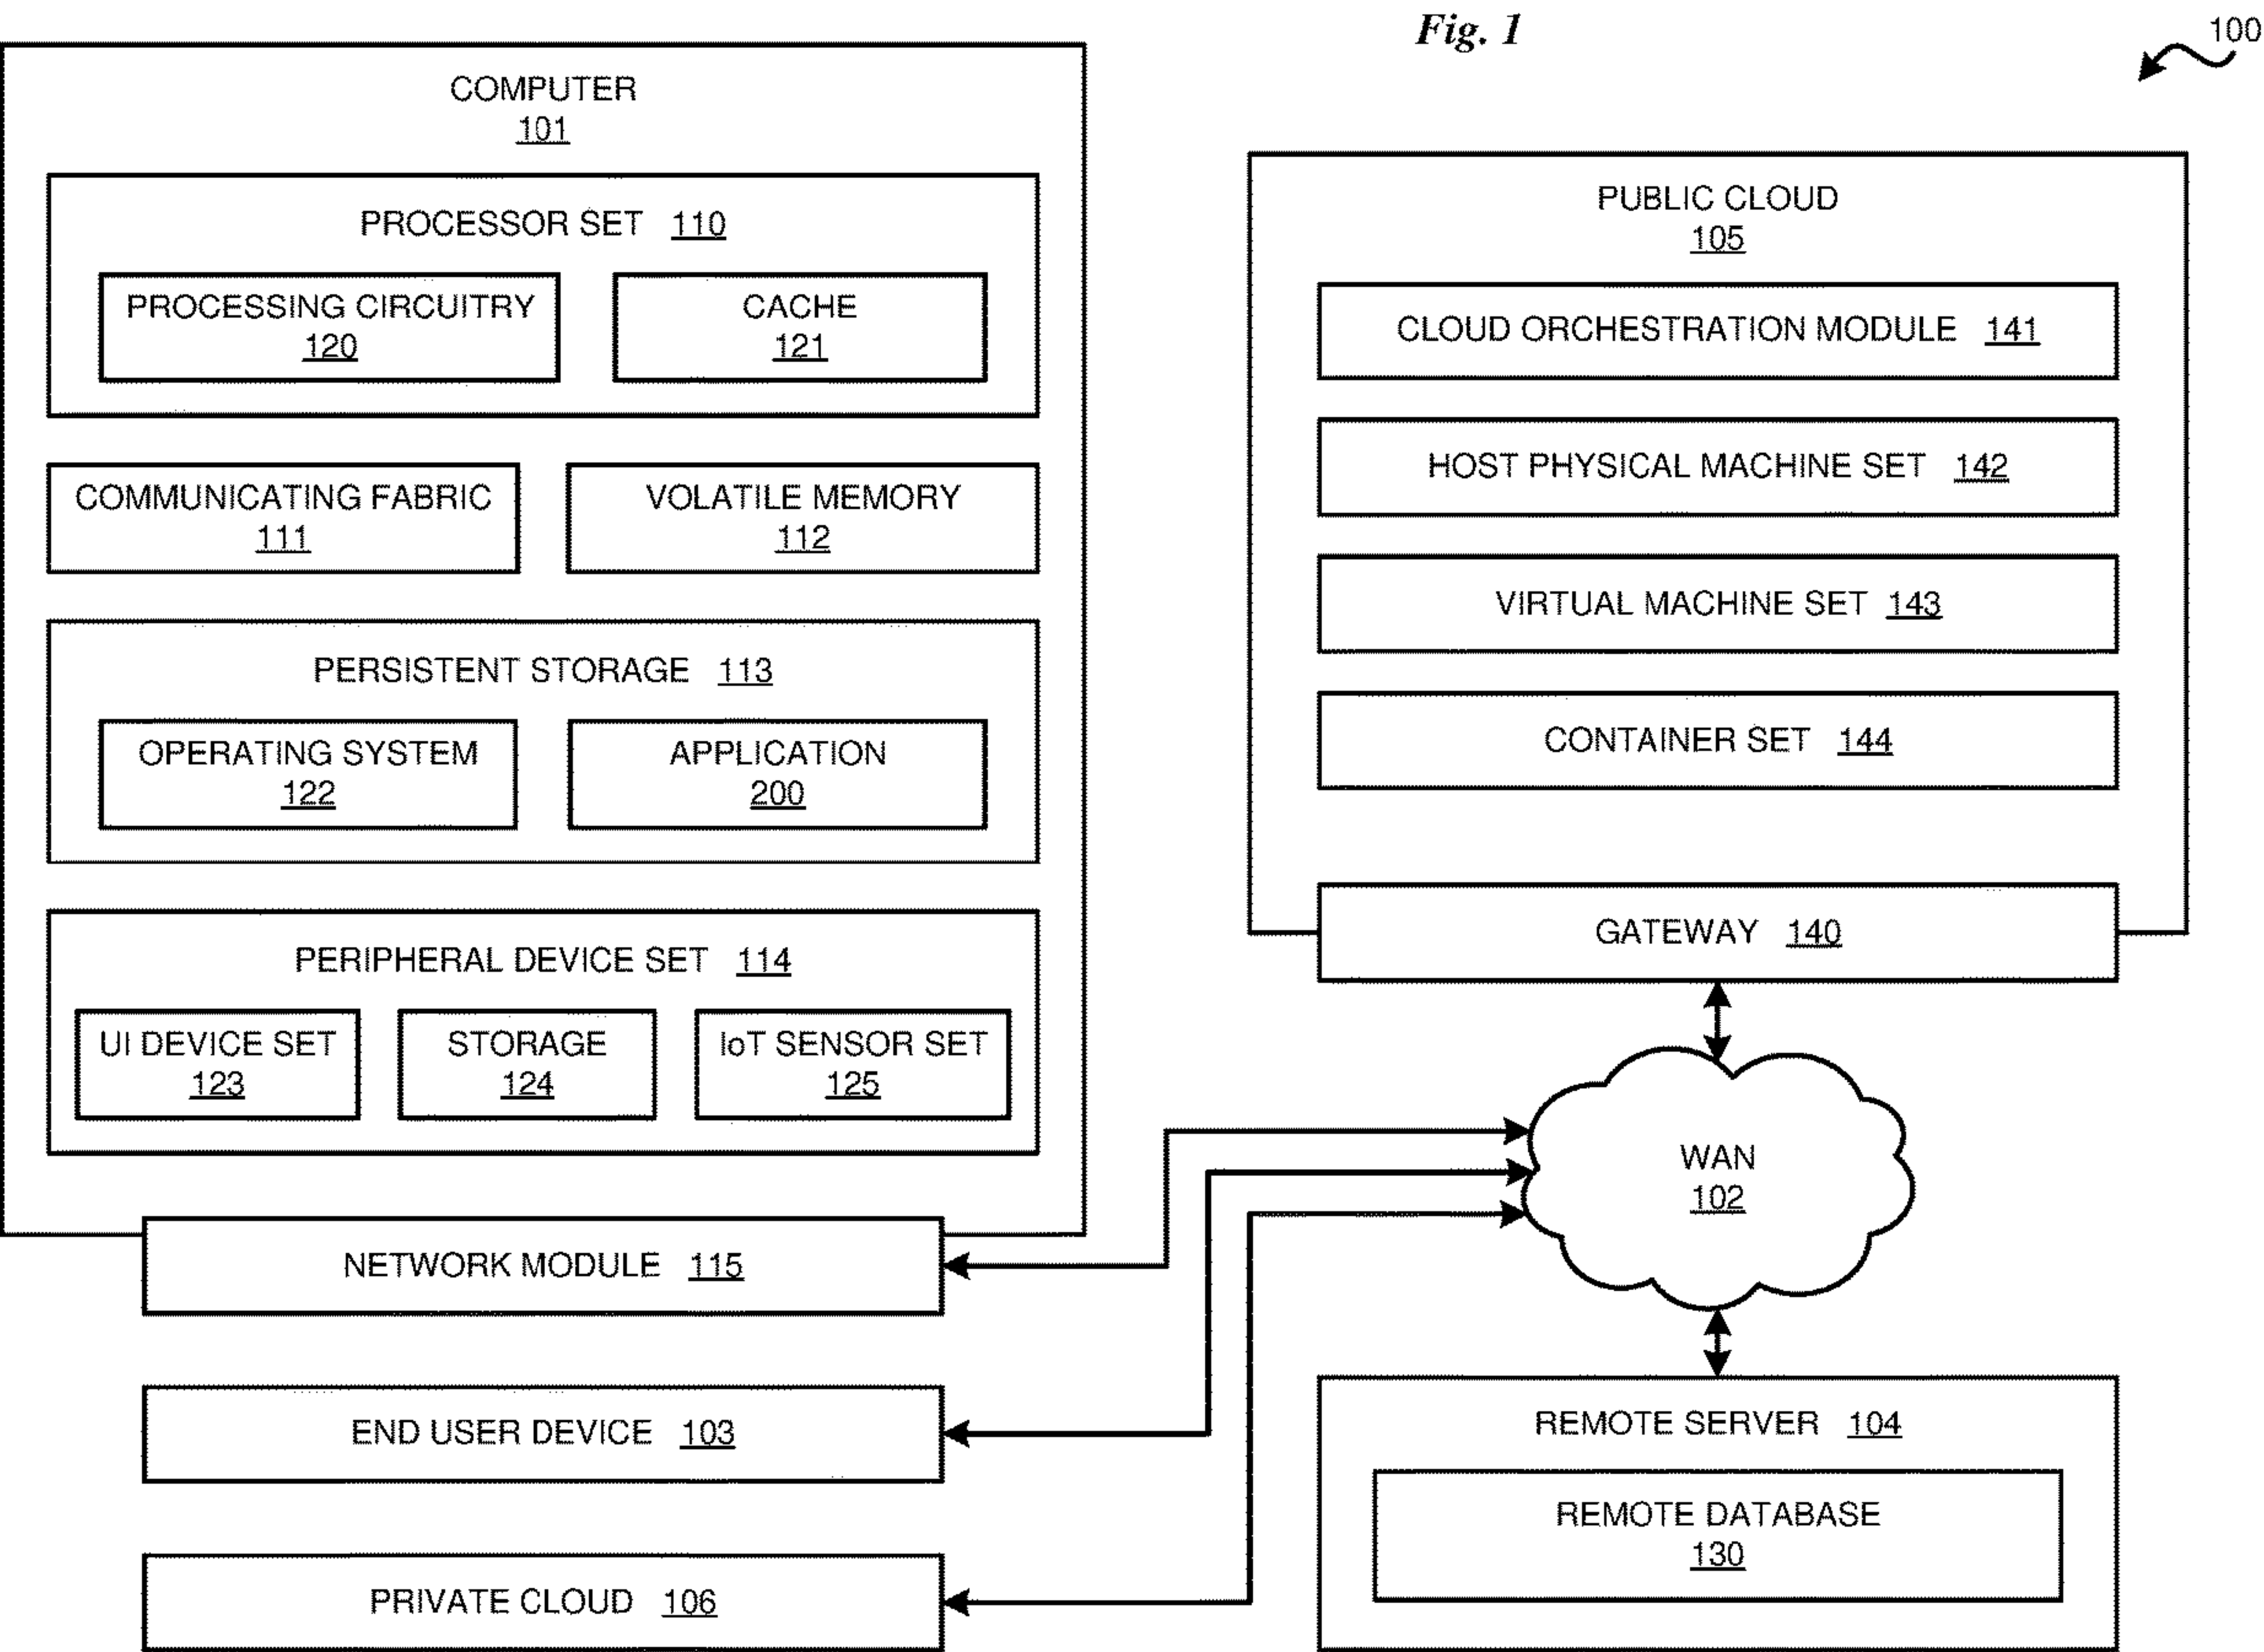 Fig. 1
100
COMPUTER
101
PROCESSOR SET 110
PROCESSING CIRCUITRY
120
CACHE
121
COMMUNICATING FABRIC
111
VOLATILE MEMORY
112
PERSISTENT STORAGE 113
OPERATING SYSTEM
122
APPLICATION
200
PERIPHERAL DEVICE SET 114
UI DEVICE SET
123
STORAGE
124
IoT SENSOR SET
125
NETWORK MODULE 115
END USER DEVICE 103
PRIVATE CLOUD 106
PUBLIC CLOUD
105
CLOUD ORCHESTRATION MODULE 141
HOST PHYSICAL MACHINE SET 142
VIRTUAL MACHINE SET 143
CONTAINER SET 144
GATEWAY 140
WAN
102
REMOTE SERVER 104
REMOTE DATABASE
130